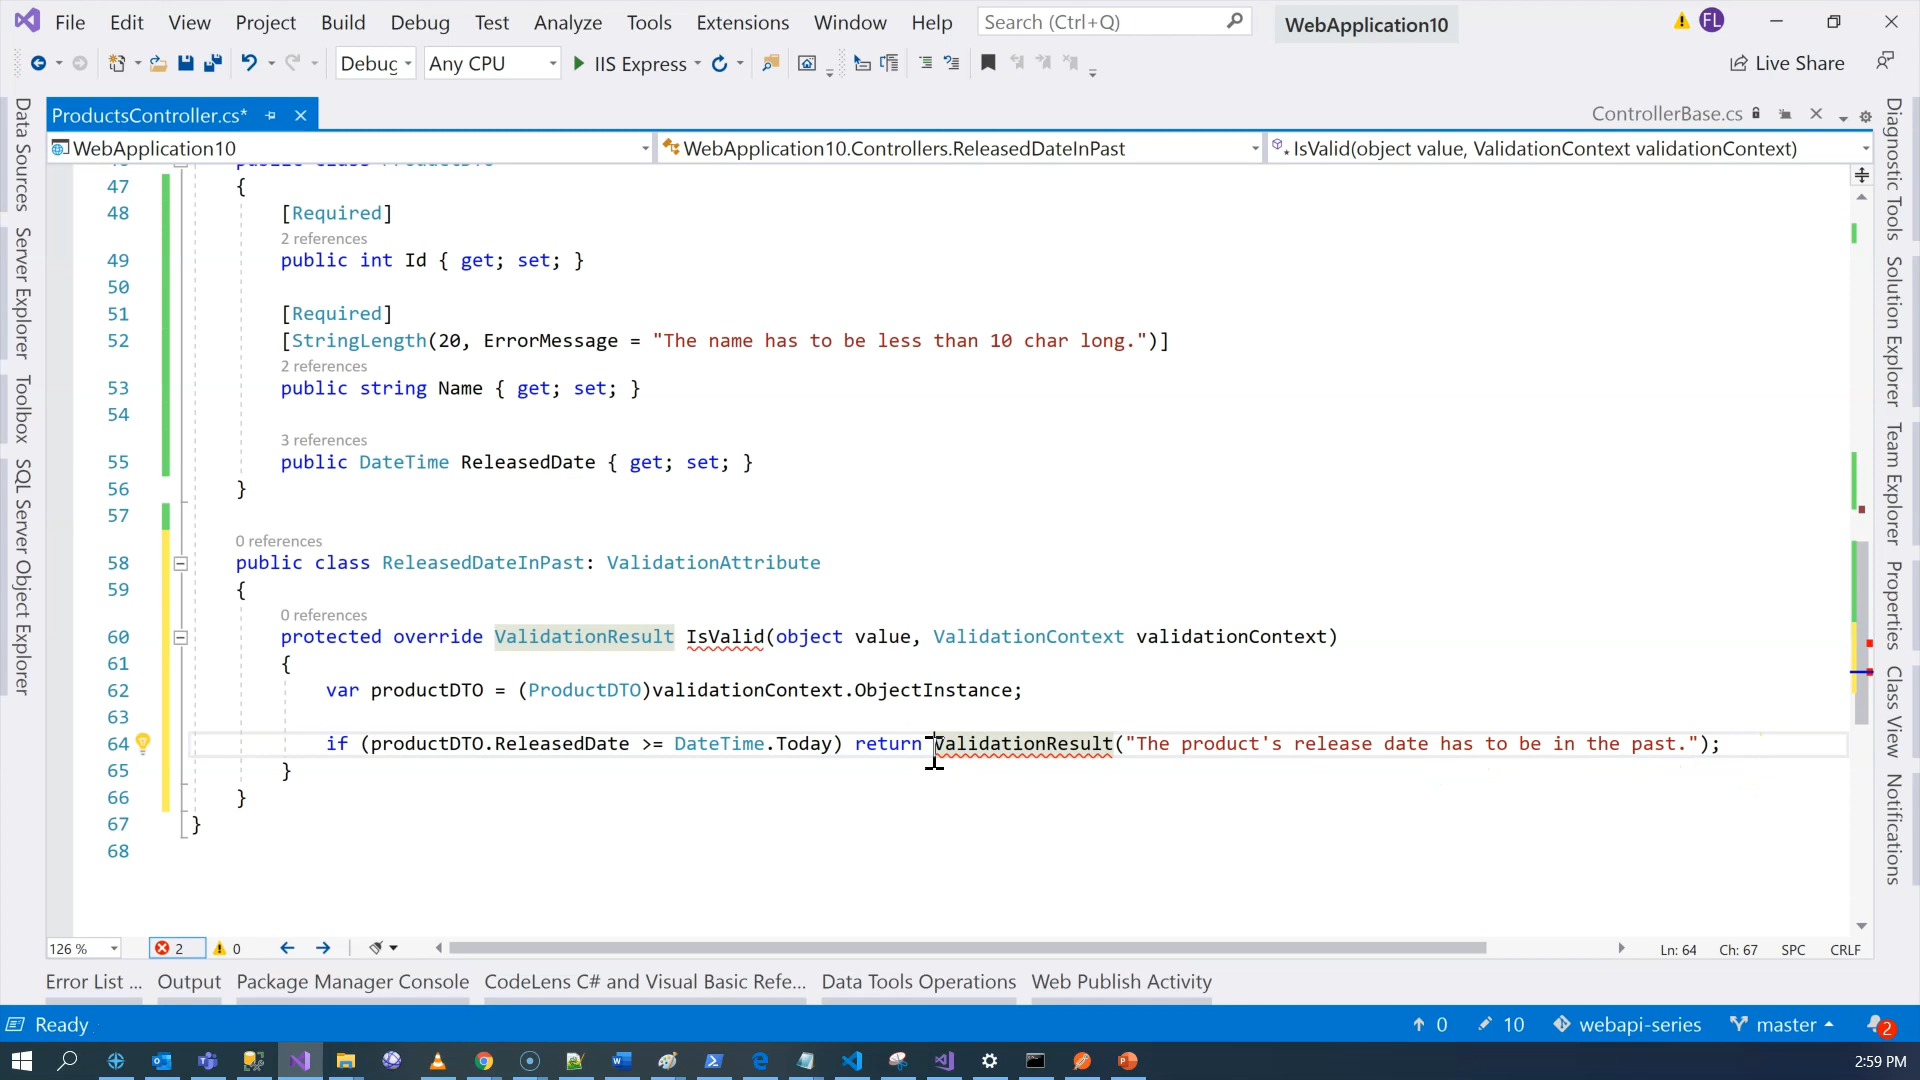 File Edit View Project Build Debug Test Analyze Tools Extensions Window Help Search (Ctrl+Q) WebApplication10 FL
Debug Any CPU IIS Express Live Share
ProductsController.cs* ControllerBase.cs
WebApplication10 WebApplication10.Controllers.ReleasedDateInPast IsValid(object value, ValidationContext validationContext)
47 {
48 [Required]
2 references
49 public int Id { get; set; }
50
51 [Required]
52 [StringLength(20, ErrorMessage = "The name has to be less than 10 char long.")]
2 references
53 public string Name { get; set; }
54
3 references
55 public DateTime ReleasedDate { get; set; }
56 }
57
0 references
58 public class ReleasedDateInPast: ValidationAttribute
59 {
0 references
60 protected override ValidationResult IsValid(object value, ValidationContext validationContext)
61 {
62 var productDTO = (ProductDTO)validationContext.ObjectInstance;
63
64 if (productDTO.ReleasedDate >= DateTime.Today) return ValidationResult("The product's release date has to be in the past.");
65 }
66 }
67 }
68
126 % 2 0 Ln: 64 Ch: 67 SPC CRLF
Error List ... Output Package Manager Console CodeLens C# and Visual Basic Refe... Data Tools Operations Web Publish Activity
Ready 0 10 webapi-series master 2
2:59 PM
Data Sources
Server Explorer
Toolbox
SQL Server Object Explorer
Diagnostic Tools
Solution Explorer
Team Explorer
Properties
Class View
Notifications